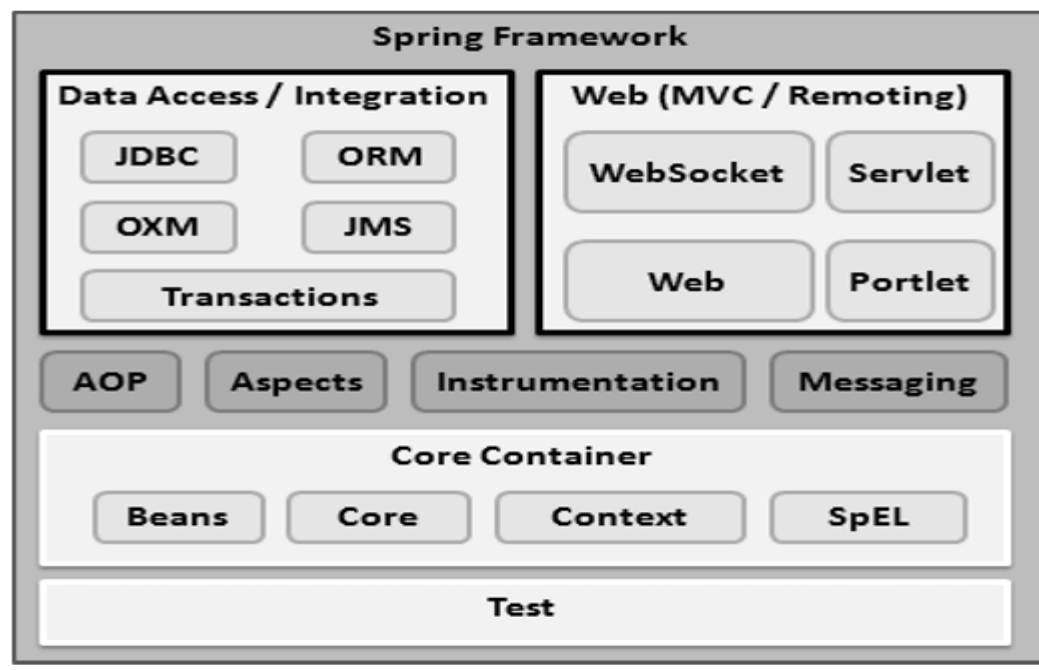 Spring Framework
Data Access / Integration
JDBC
ORM
OXM
JMS
Transactions
Web (MVC / Remoting)
WebSocket
Servlet
Web
Portlet
AOP
Aspects
Instrumentation
Messaging
Core Container
Beans
Core
Context
SpEL
Test